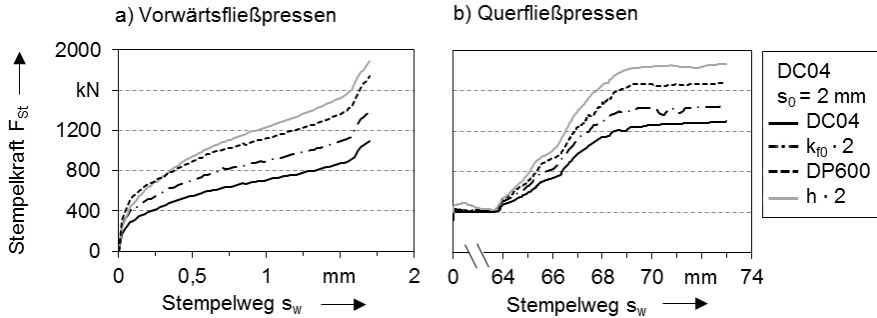 a) Vorwärtsfließpressen
b) Querfließpressen
Stempelkraft F_St
2000
kN
1200
800
400
0
0 0,5 1 mm 2
Stempelweg s_w
0 64 66 68 70 mm 74
Stempelweg s_w
DC04
s₀ = 2 mm
DC04
k_f0 · 2
DP600
h · 2